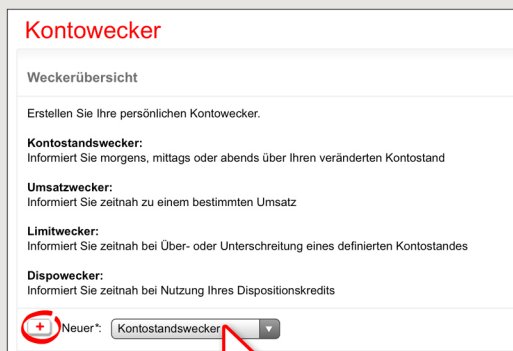 Kontowecker
Weckerübersicht
Erstellen Sie Ihre persönlichen Kontowecker.
Kontostandswecker:
Informiert Sie morgens, mittags oder abends über Ihren veränderten Kontostand
Umsatzwecker:
Informiert Sie zeitnah zu einem bestimmten Umsatz
Limitwecker:
Informiert Sie zeitnah bei Über- oder Unterschreitung eines definierten Kontostandes
Dispowecker:
Informiert Sie zeitnah bei Nutzung Ihres Dispositionskredits
+ Neuer*: Kontostandswecker